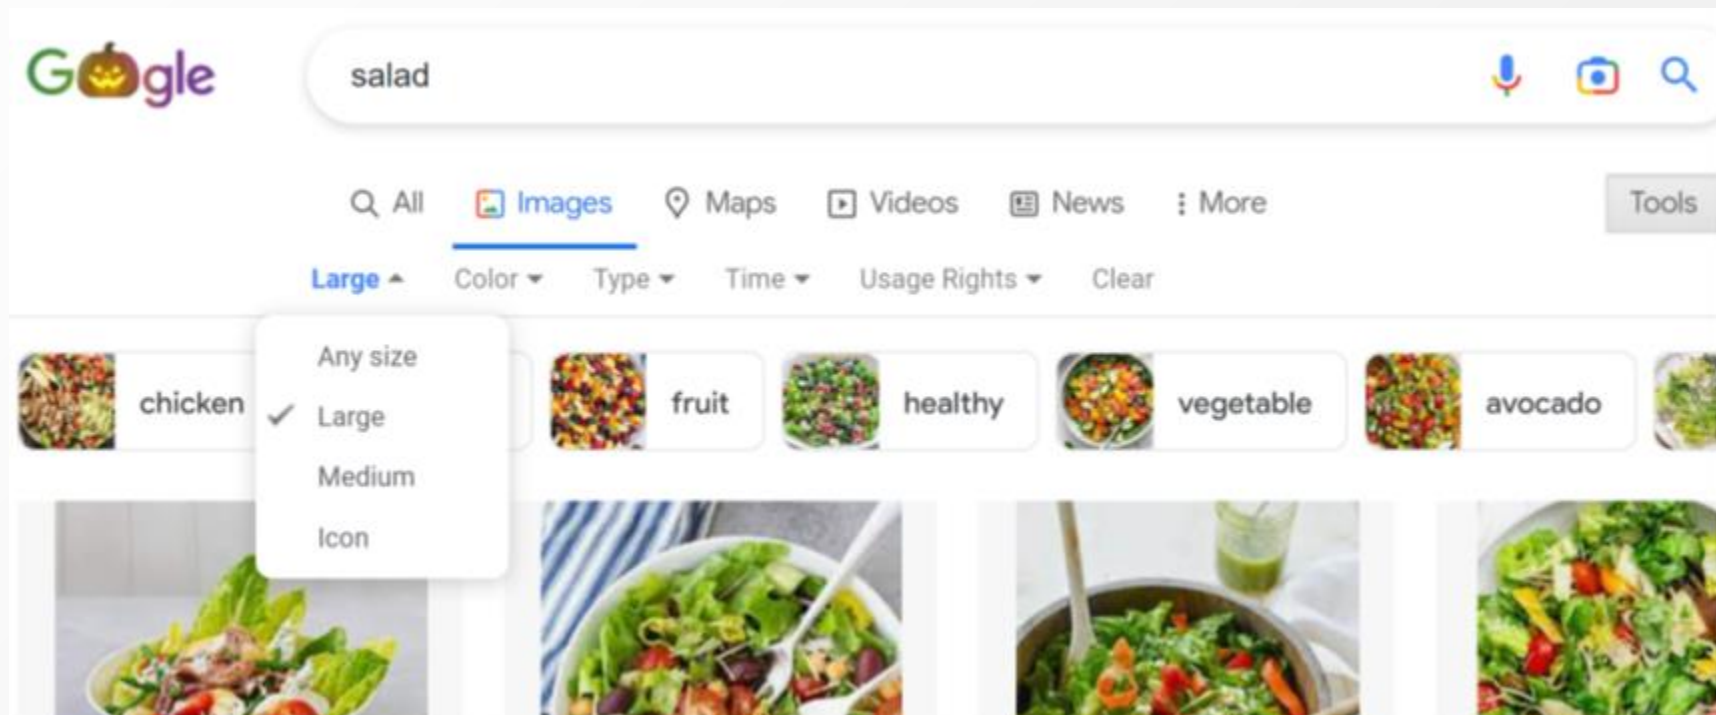 Google
salad
All Images Maps Videos News More Tools
Large Color Type Time Usage Rights Clear
Any size
Large
Medium
Icon
chicken fruit healthy vegetable avocado